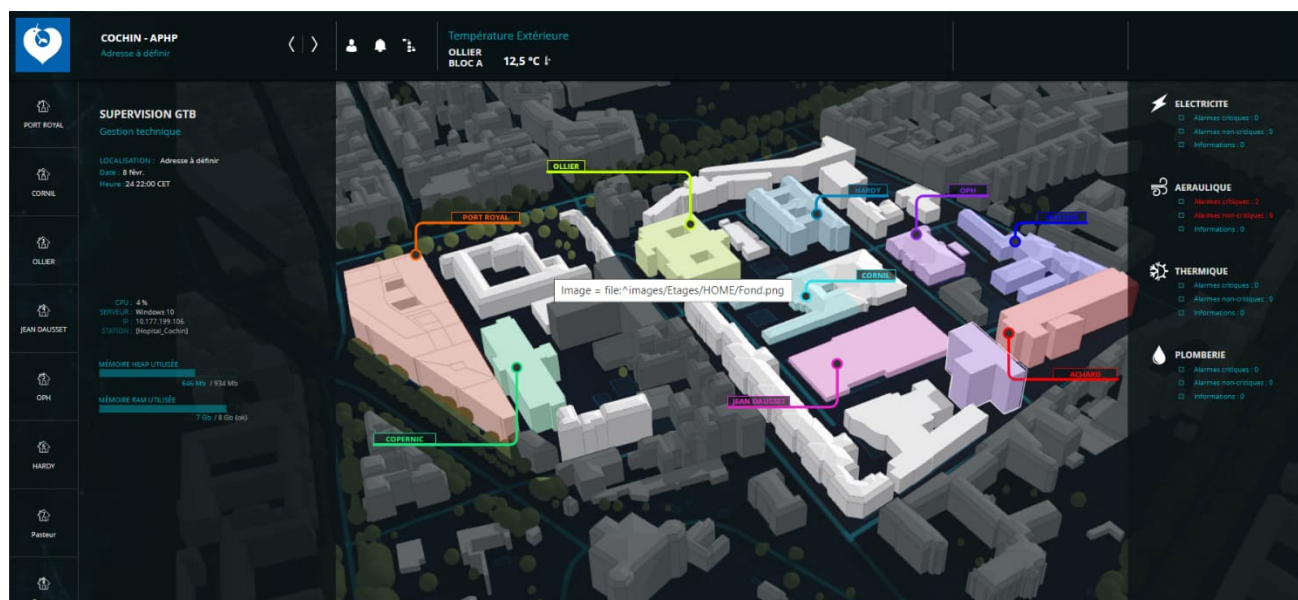 COCHIN - APHP
Adresse à définir
Température Extérieure
OLLIER
BLOC A
12,5 °C
PORT ROYAL
CORNIL
OLLIER
JEAN DAUSSET
OPH
HARDY
Pasteur
SUPERVISION GTB
Gestion technique
LOCALISATION : Adresse à définir
Date : 8 févr.
Heure : 24 22:00 CET
CPU : 4 %
SERVEUR : Windows 10
IP : 10.177.199.106
STATION : [Hopital_Cochin]
MÉMOIRE HEAP UTILISÉE
646 Mb / 934 Mb
MÉMOIRE RAM UTILISÉE
7 Gb / 8 Gb (ok)
OLLIER
HARDY
OPH
PORT ROYAL
CORNIL
Image = file:^images/Etages/HOME/Fond.png
ACHARD
JEAN DAUSSET
COPERNIC
ELECTRICITE
Alarmes critiques : 0
Alarmes non-critiques : 0
Informations : 0
AERAULIQUE
Alarmes critiques : 2
Alarmes non-critiques : 6
Informations : 0
THERMIQUE
Alarmes critiques : 0
Alarmes non-critiques : 0
Informations : 0
PLOMBERIE
Alarmes critiques : 0
Alarmes non-critiques : 0
Informations : 0